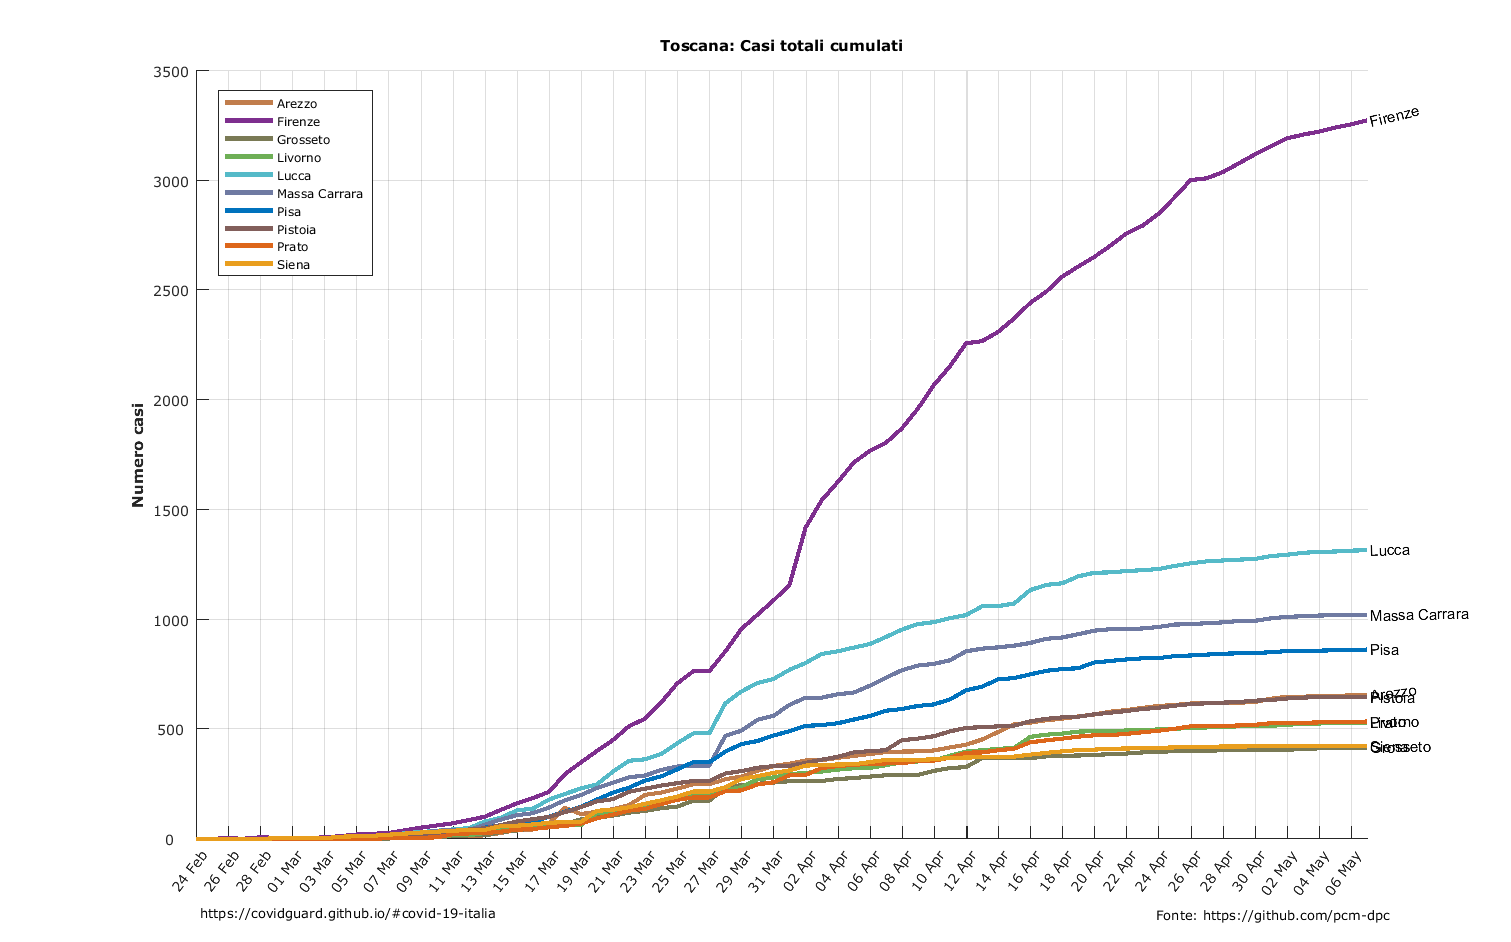 Toscana: Casi totali cumulati
3500
3000
2500
2000
1500
1000
500
0
Numero casi
Arezzo
Firenze
Grosseto
Livorno
Lucca
Massa Carrara
Pisa
Pistoia
Prato
Siena
Firenze
Lucca
Massa Carrara
Pisa
Arezzo
Pistoia
Prato
Livorno
Siena
Grosseto
24 Feb
26 Feb
28 Feb
01 Mar
03 Mar
05 Mar
07 Mar
09 Mar
11 Mar
13 Mar
15 Mar
17 Mar
19 Mar
21 Mar
23 Mar
25 Mar
27 Mar
29 Mar
31 Mar
02 Apr
04 Apr
06 Apr
08 Apr
10 Apr
12 Apr
14 Apr
16 Apr
18 Apr
20 Apr
22 Apr
24 Apr
26 Apr
28 Apr
30 Apr
02 May
04 May
06 May
https://covidguard.github.io/#covid-19-italia
Fonte: https://github.com/pcm-dpc